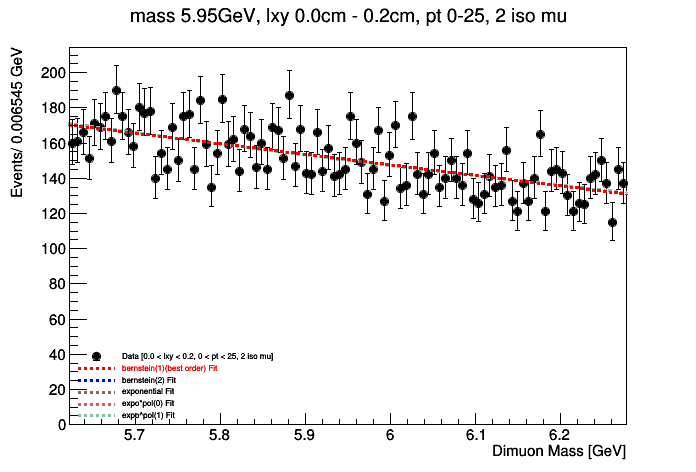 mass 5.95GeV, lxy 0.0cm - 0.2cm, pt 0-25, 2 iso mu
Events/ 0.006545 GeV
200
180
160
140
120
100
80
60
40
20
0
Data [0.0 < lxy < 0.2, 0 < pt < 25, 2 iso mu]
bernstein(1)(best order) Fit
bernstein(2) Fit
exponential Fit
expo*pol(0) Fit
expo*pol(1) Fit
5.7 5.8 5.9 6 6.1 6.2
Dimuon Mass [GeV]